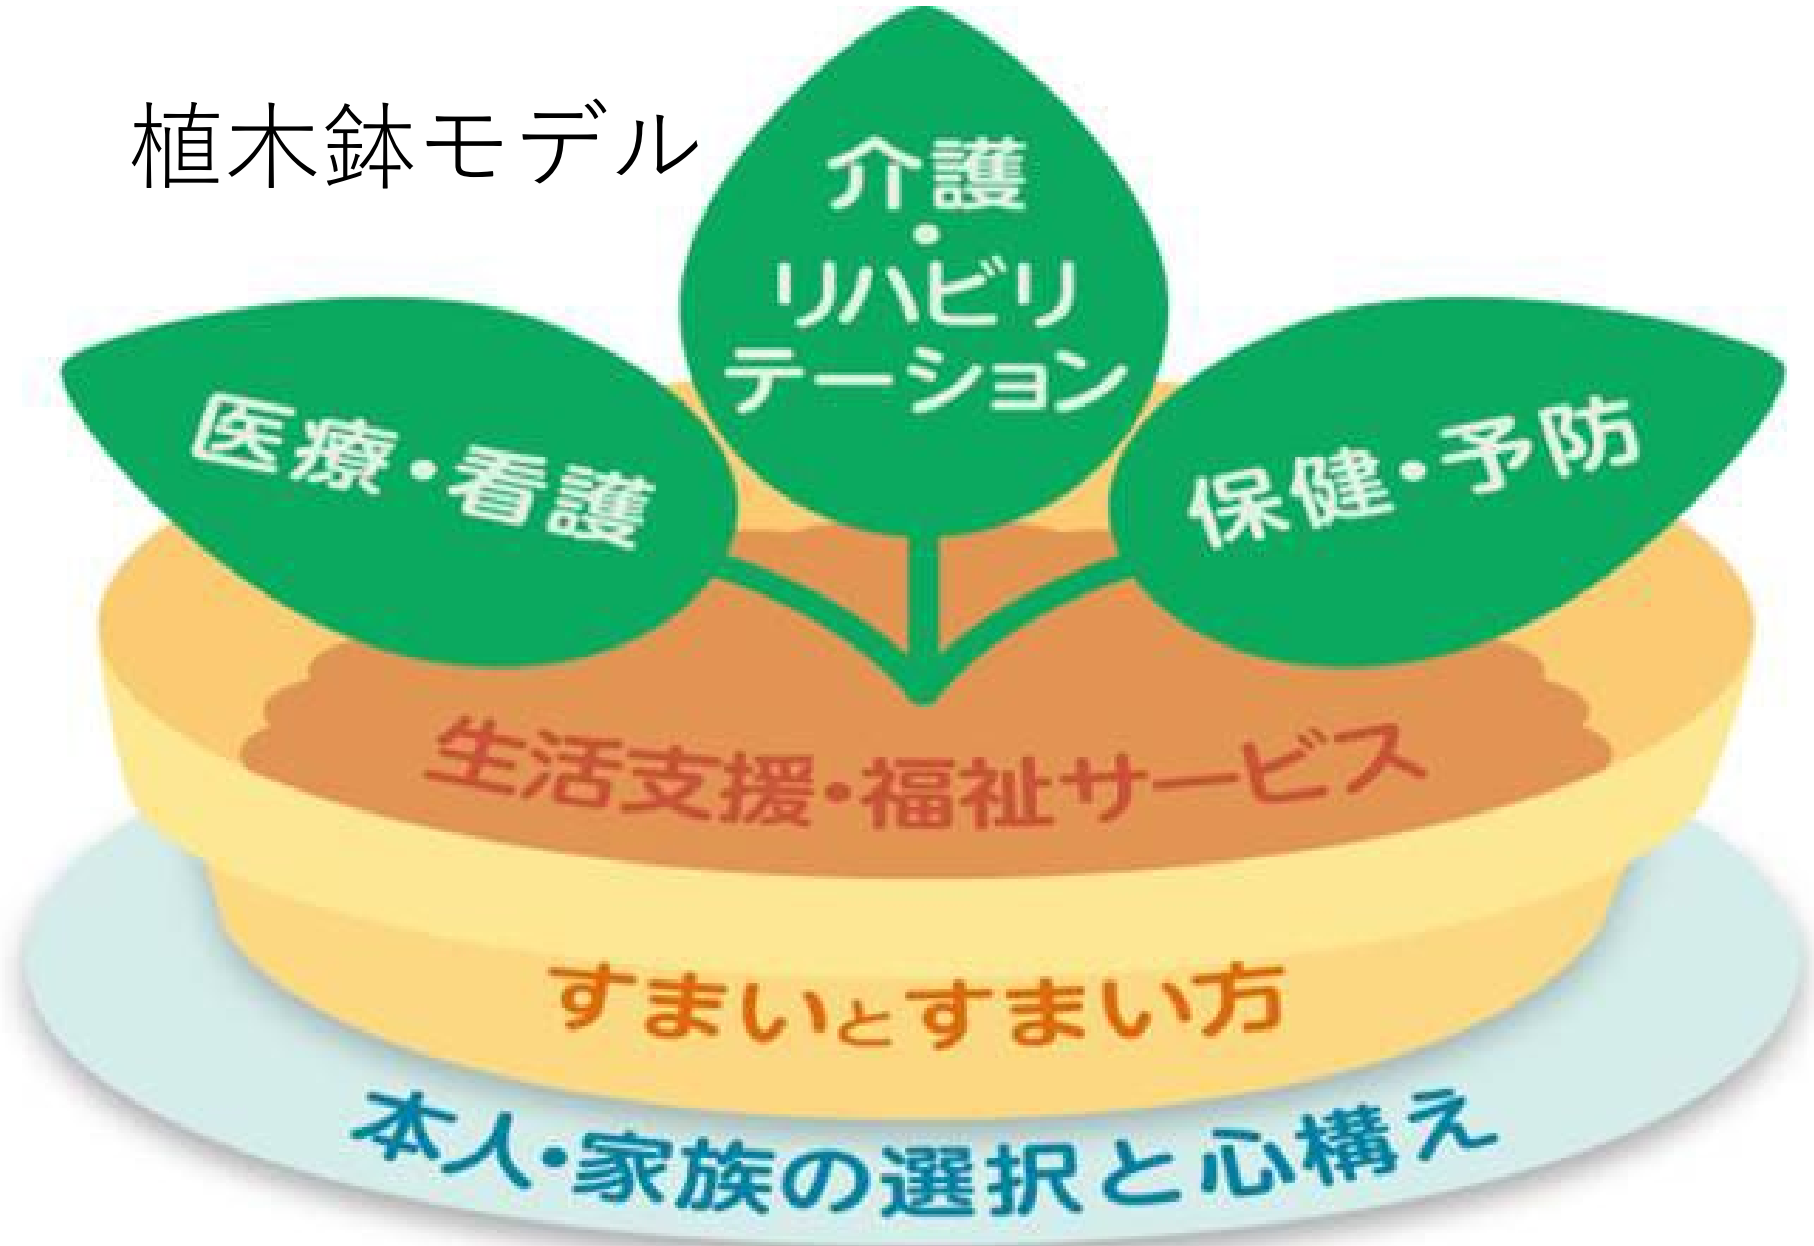 植木鉢モデル
介護
・
リハビリ
テーション
医療・看護
保健・予防
生活支援・福祉サービス
すまいとすまい方
本人・家族の選択と心構え